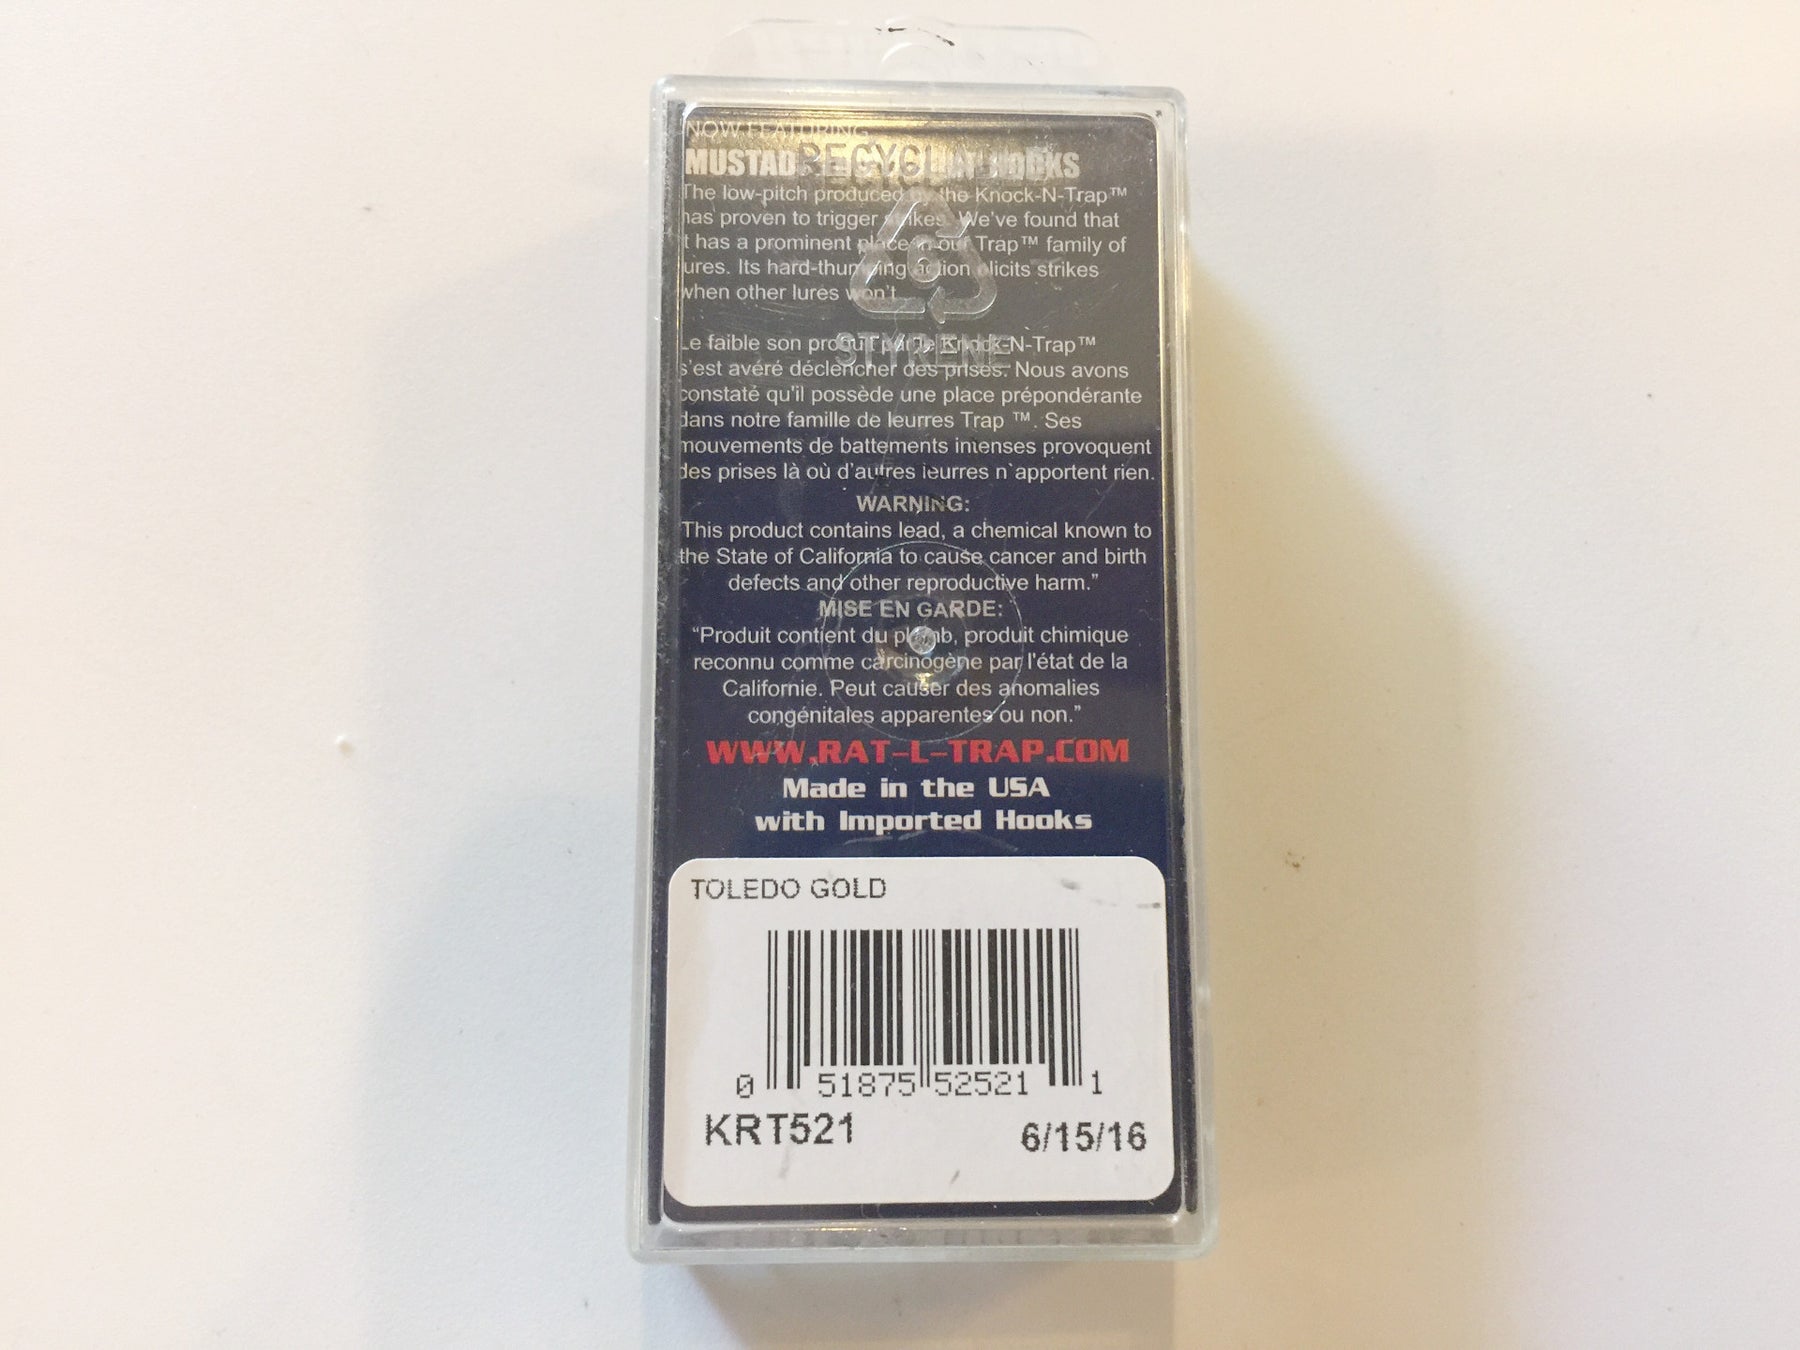 NOW FEATURING
MUSTAD HOOKS
RECYCLE
The low-pitch produced by the Knock-N-Trap™
has proven to trigger strikes. We've found that
it has a prominent place in our Trap™ family of
lures. Its hard-thumping action elicits strikes
when other lures won't
6
STYRENE
Le faible son produit par le Knock-N-Trap™
s'est avéré déclencher des prises. Nous avons
constaté qu'il possède une place prépondérante
dans notre famille de leurres Trap ™. Ses
mouvements de battements intenses provoquent
des prises là où d'autres leurres n`apportent rien.
WARNING:
This product contains lead, a chemical known to
the State of California to cause cancer and birth
defects and other reproductive harm."
MISE EN GARDE:
"Produit contient du plomb, produit chimique
reconnu comme carcinogène par l'état de la
Californie. Peut causer des anomalies
congénitales apparentes ou non."
WWW.RAT-L-TRAP.COM
Made in the USA
with Imported Hooks
TOLEDO GOLD
0 51875 52521 1
KRT521 6/15/16